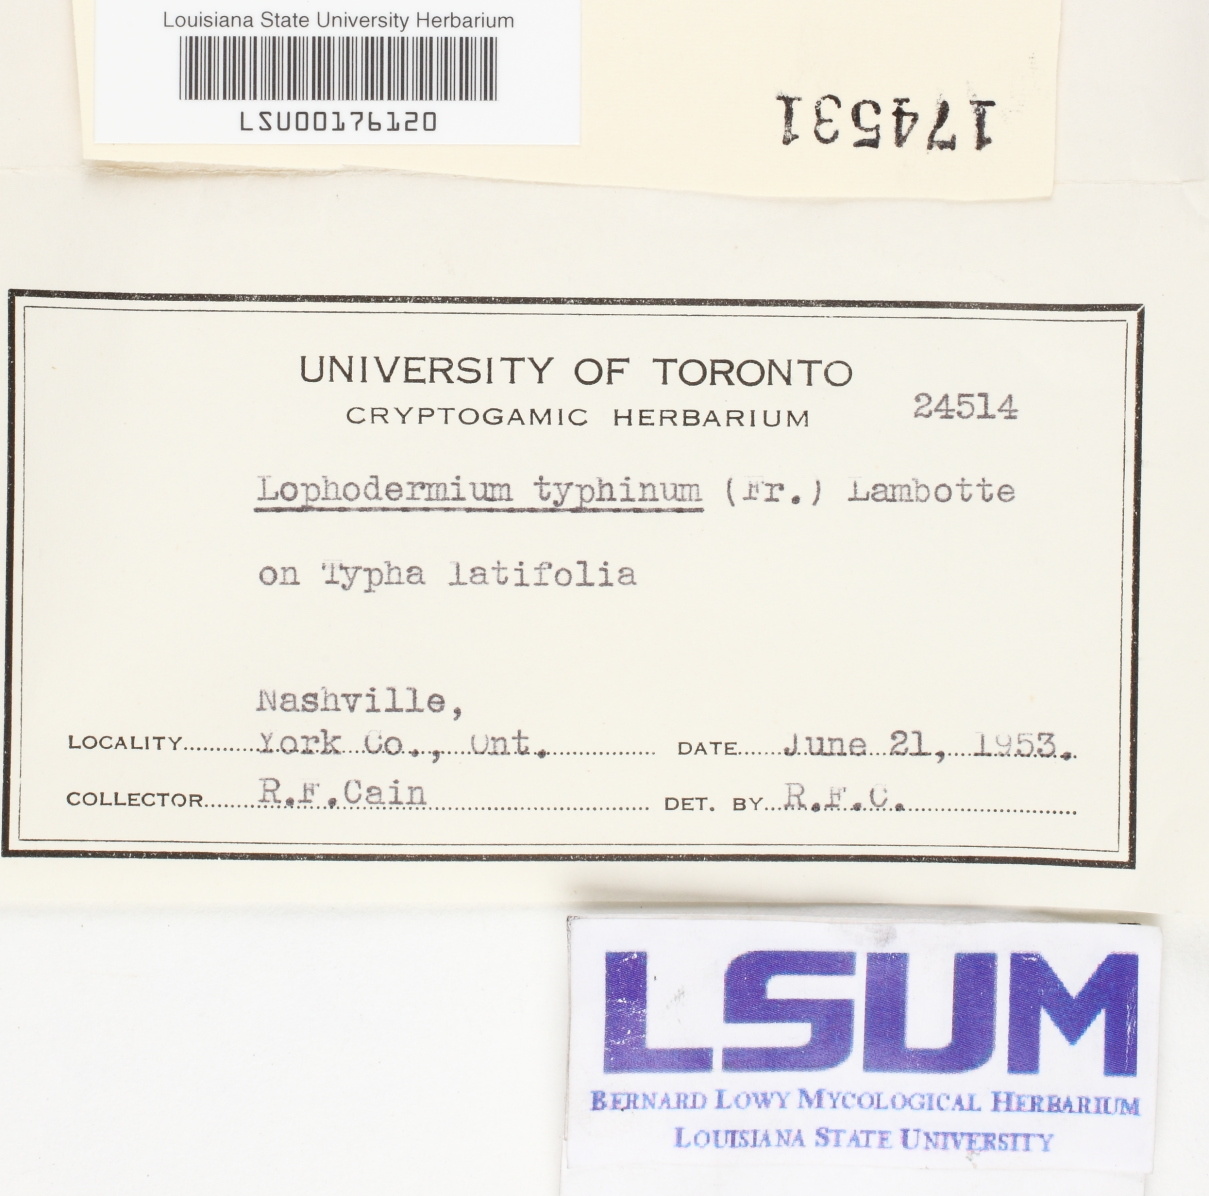 Louisiana State University Herbarium
LSU00176120
174531
UNIVERSITY OF TORONTO
CRYPTOGAMIC HERBARIUM
24514
Lophodermium typhinum (Fr.) Lambotte
on Typha latifolia
Nashville,
LOCALITY York Co., Ont. DATE June 21, 1953.
COLLECTOR R.F.Cain DET. BY R.F.C.
LSUM
BERNARD LOWY MYCOLOGICAL HERBARIUM
LOUISIANA STATE UNIVERSITY